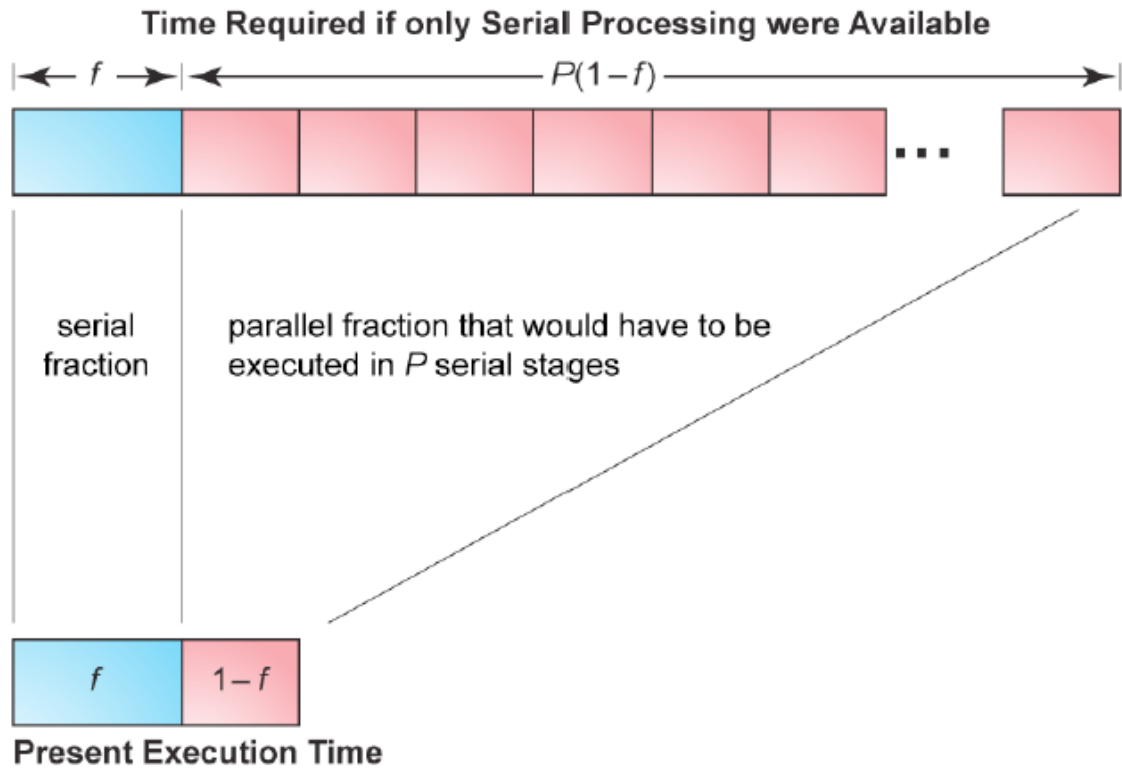 Time Required if only Serial Processing were Available
f
P(1–f)
...
serial
fraction
parallel fraction that would have to be
executed in P serial stages
f
1–f
Present Execution Time